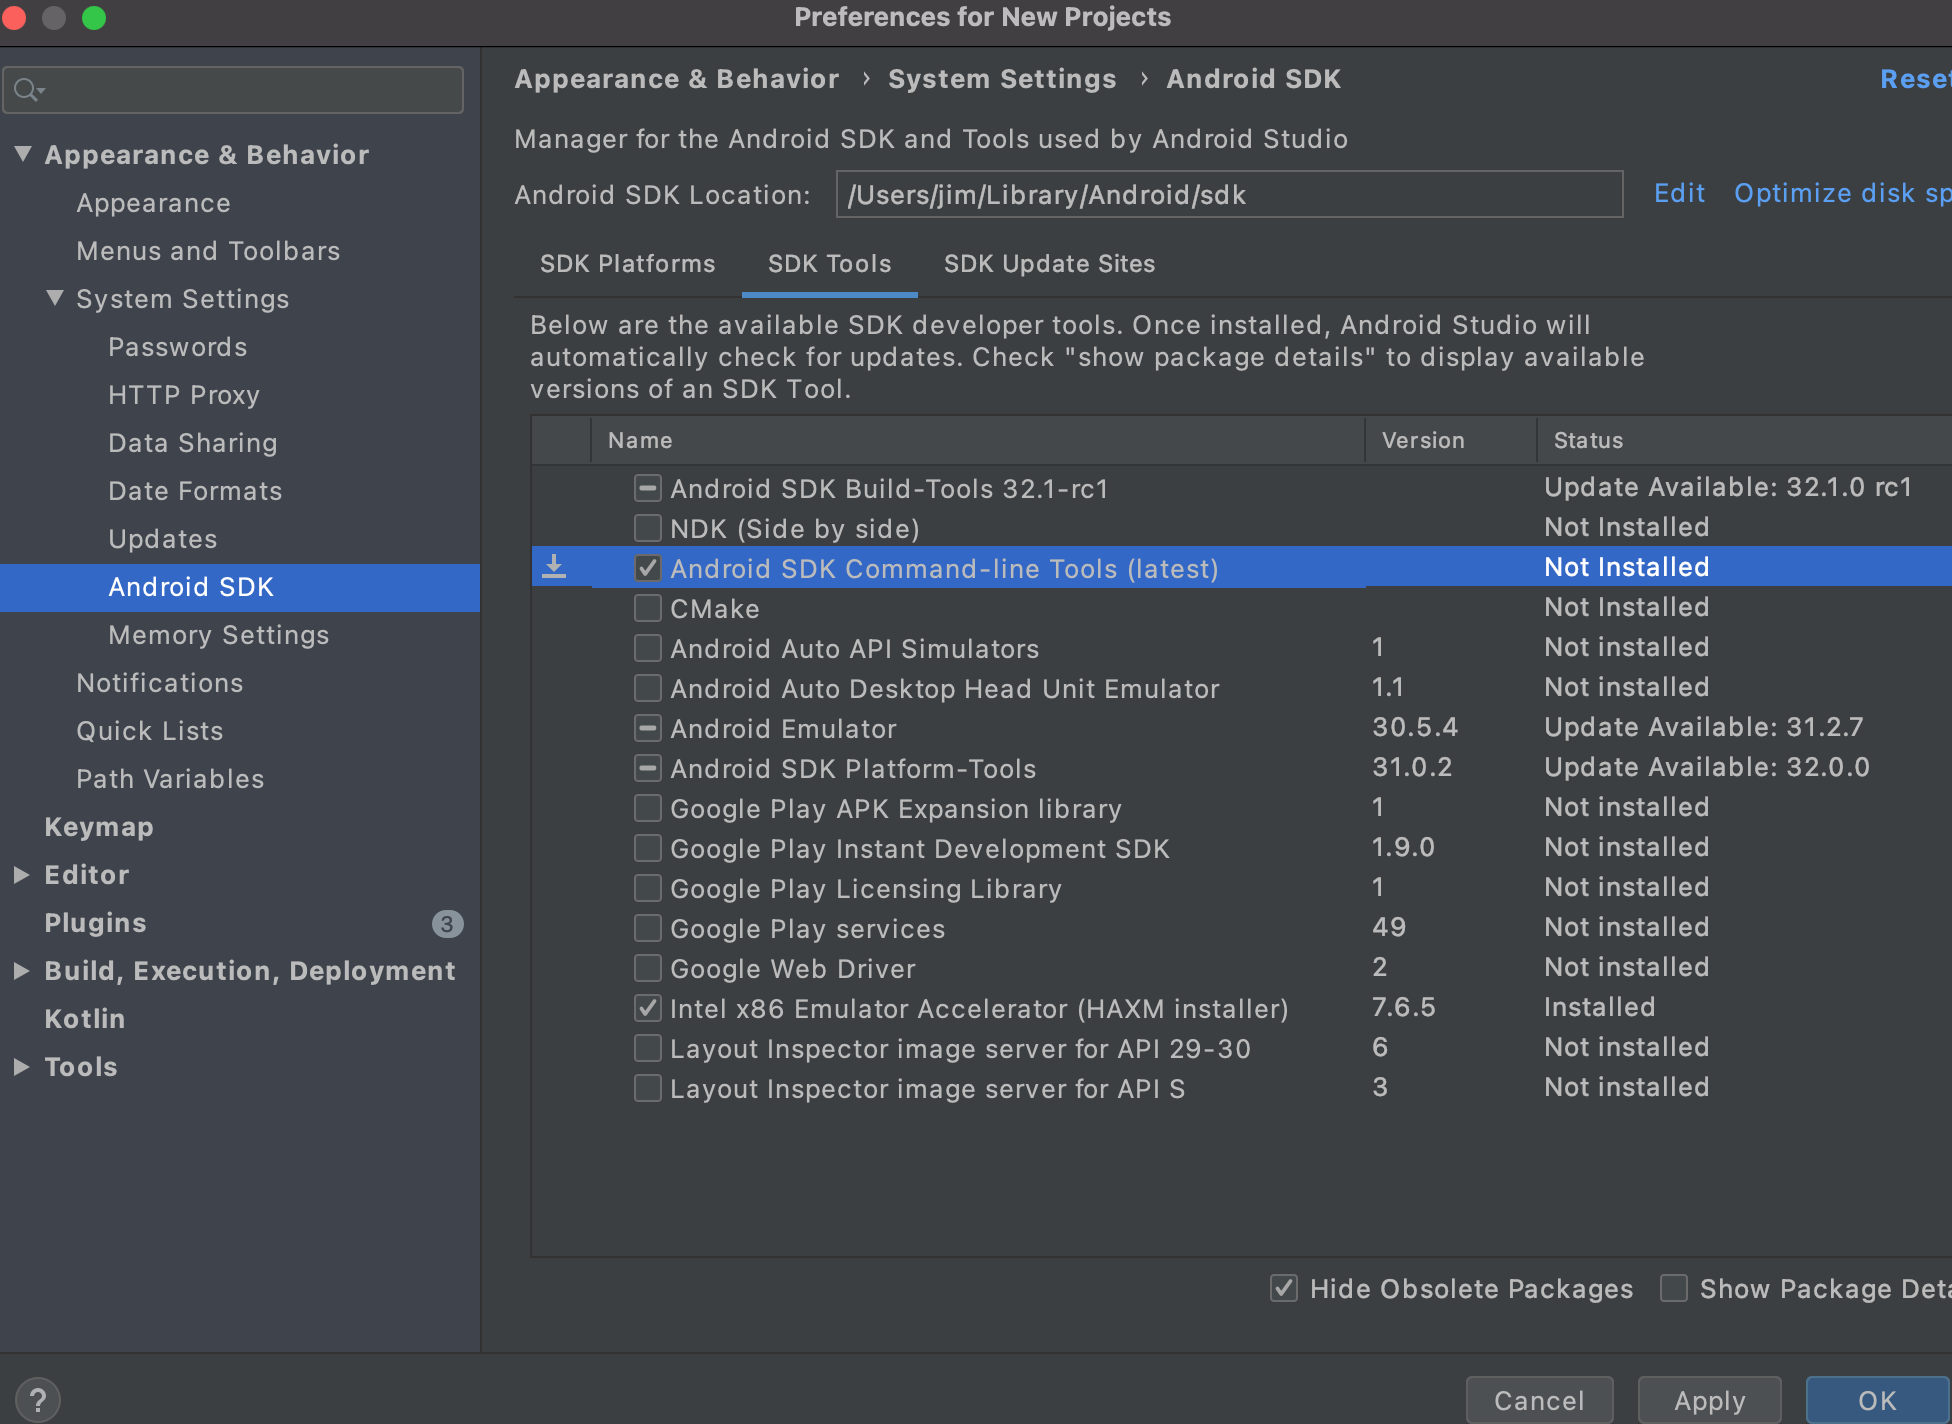 Preferences for New Projects
Appearance & Behavior
Appearance
Menus and Toolbars
System Settings
Passwords
HTTP Proxy
Data Sharing
Date Formats
Updates
Android SDK
Memory Settings
Notifications
Quick Lists
Path Variables
Keymap
Editor
Plugins 3
Build, Execution, Deployment
Kotlin
Tools
Appearance & Behavior › System Settings › Android SDK Reset
Manager for the Android SDK and Tools used by Android Studio
Android SDK Location: /Users/jim/Library/Android/sdk Edit Optimize disk sp
SDK Platforms SDK Tools SDK Update Sites
Below are the available SDK developer tools. Once installed, Android Studio will
automatically check for updates. Check "show package details" to display available
versions of an SDK Tool.
Name Version Status
Android SDK Build-Tools 32.1-rc1 Update Available: 32.1.0 rc1
NDK (Side by side) Not Installed
Android SDK Command-line Tools (latest) Not Installed
CMake Not Installed
Android Auto API Simulators 1 Not installed
Android Auto Desktop Head Unit Emulator 1.1 Not installed
Android Emulator 30.5.4 Update Available: 31.2.7
Android SDK Platform-Tools 31.0.2 Update Available: 32.0.0
Google Play APK Expansion library 1 Not installed
Google Play Instant Development SDK 1.9.0 Not installed
Google Play Licensing Library 1 Not installed
Google Play services 49 Not installed
Google Web Driver 2 Not installed
Intel x86 Emulator Accelerator (HAXM installer) 7.6.5 Installed
Layout Inspector image server for API 29-30 6 Not installed
Layout Inspector image server for API S 3 Not installed
Hide Obsolete Packages Show Package Deta
? Cancel Apply OK